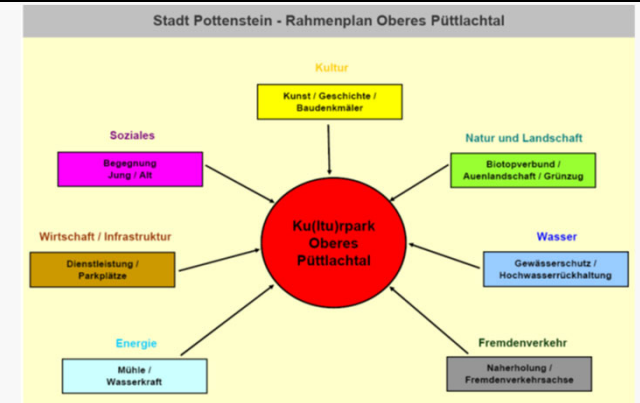 Stadt Pottenstein - Rahmenplan Oberes Püttlachtal
Kultur
Kunst / Geschichte /
Baudenkmäler
Soziales
Begegnung
Jung / Alt
Natur und Landschaft
Biotopverbund /
Auenlandschaft / Grünzug
Ku(ltu)rpark
Oberes
Püttlachtal
Wirtschaft / Infrastruktur
Dienstleistung /
Parkplätze
Wasser
Gewässerschutz /
Hochwasserrückhaltung
Energie
Mühle /
Wasserkraft
Fremdenverkehr
Naherholung /
Fremdenverkehrsachse